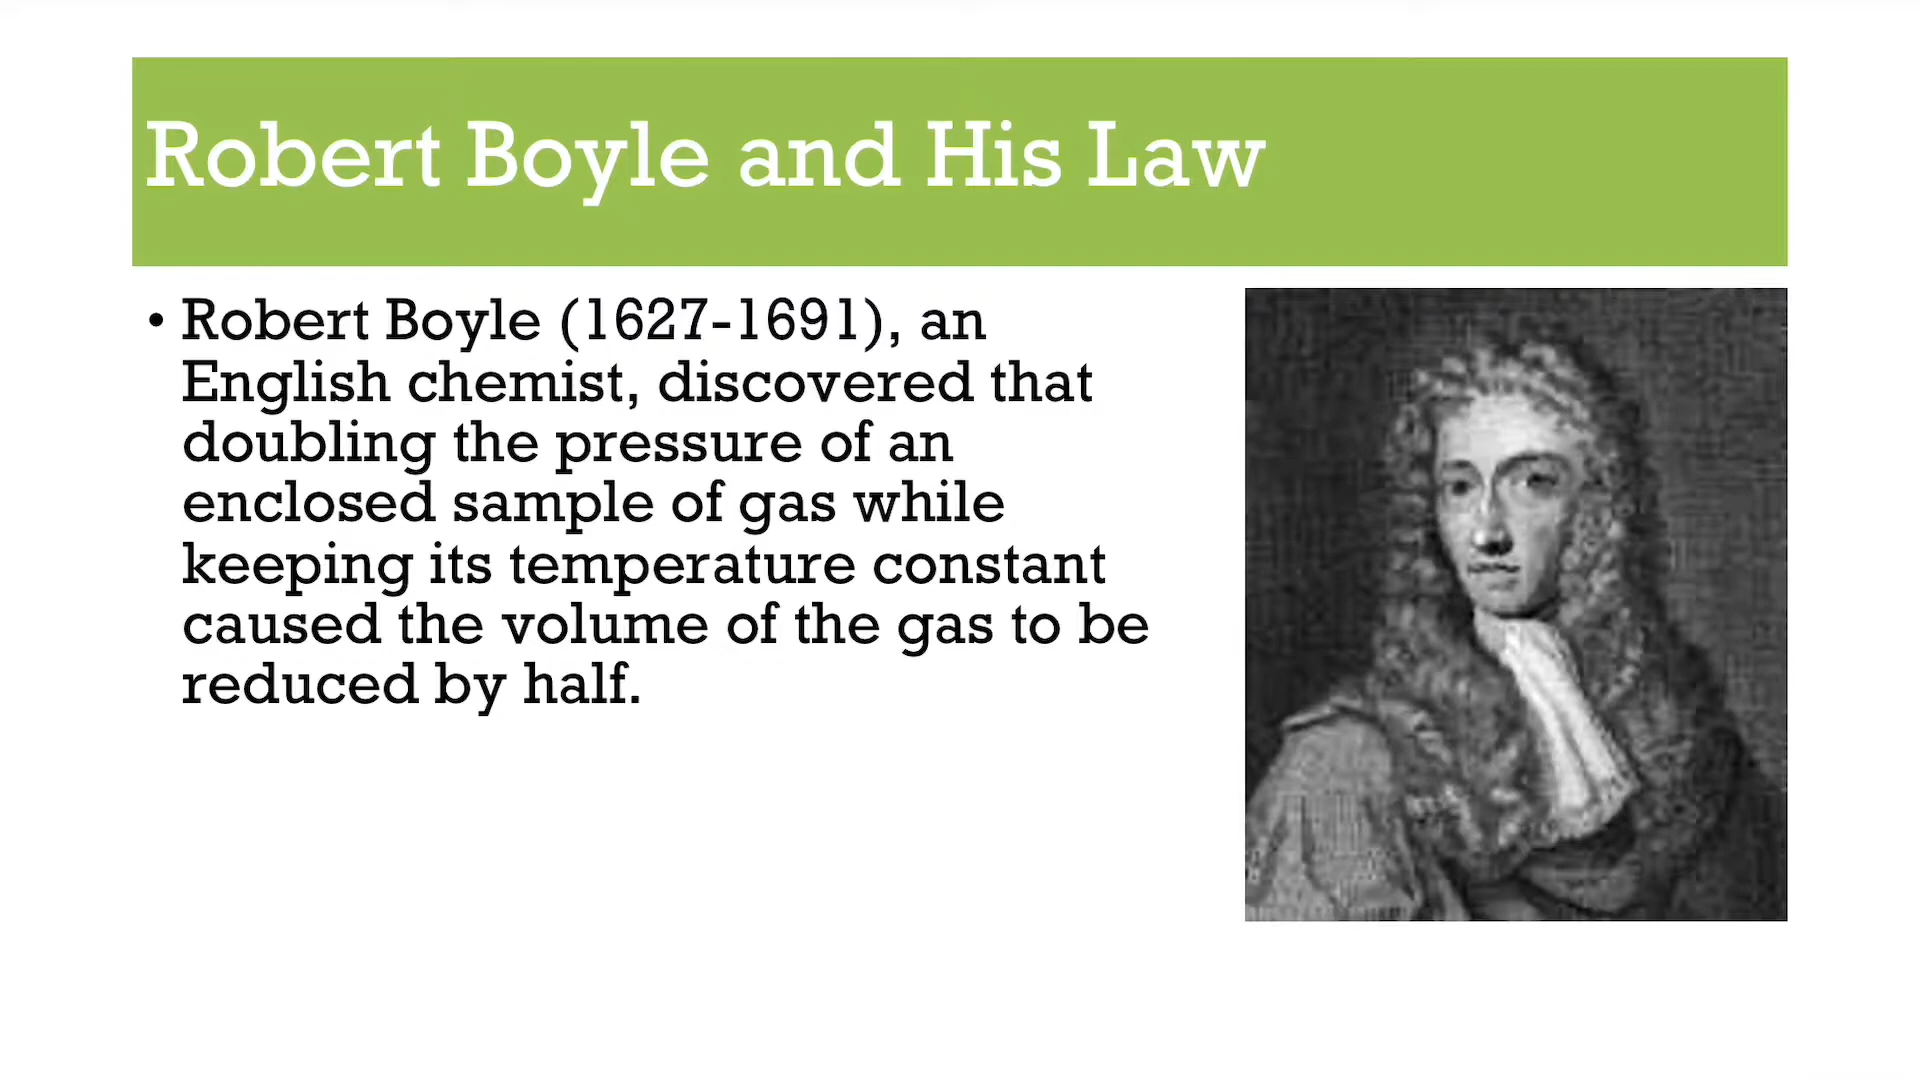 Robert Boyle and His Law
• Robert Boyle (1627-1691), an
English chemist, discovered that
doubling the pressure of an
enclosed sample of gas while
keeping its temperature constant
caused the volume of the gas to be
reduced by half.